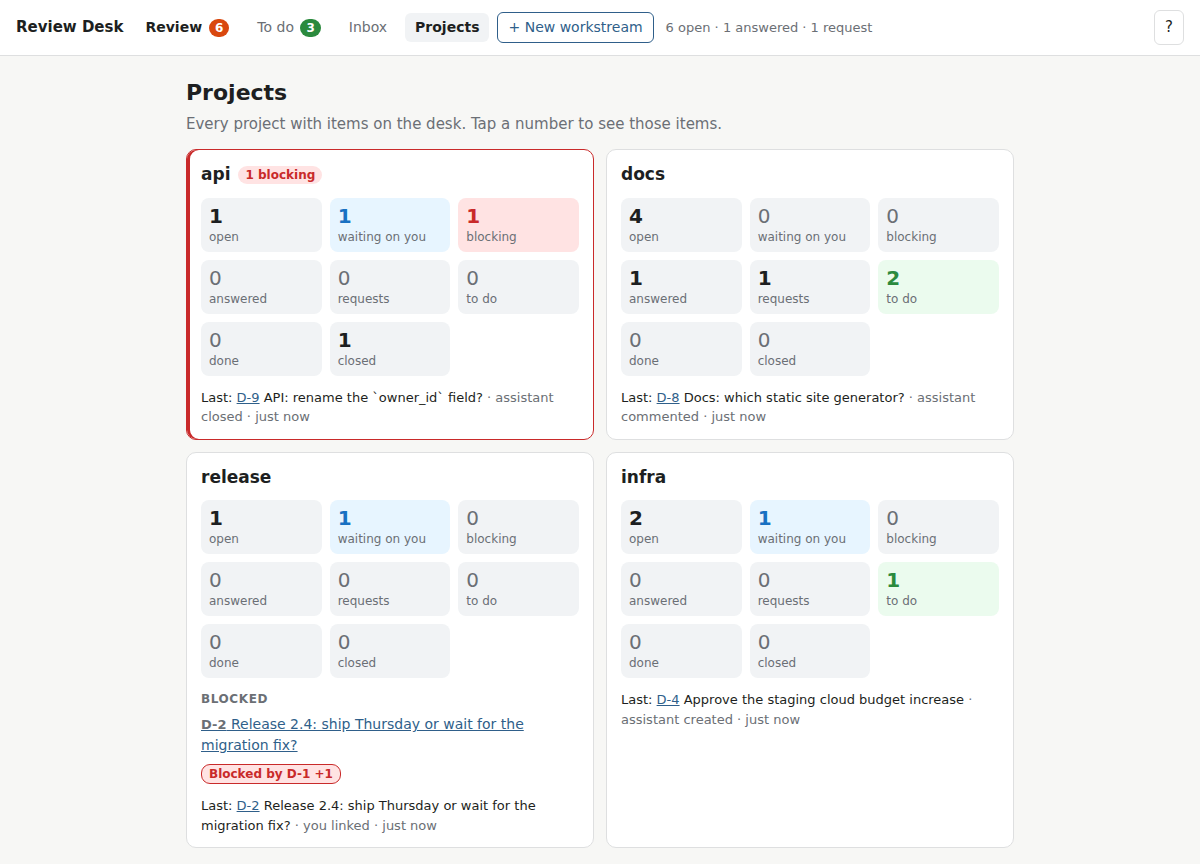 Review Desk Review 6 To do 3 Inbox Projects + New workstream 6 open · 1 answered · 1 request ?
Projects
Every project with items on the desk. Tap a number to see those items.
api 1 blocking
1 open
1 waiting on you
1 blocking
0 answered
0 requests
0 to do
0 done
1 closed
Last: D-9 API: rename the `owner_id` field? · assistant
closed · just now
docs
4 open
0 waiting on you
0 blocking
1 answered
1 requests
2 to do
0 done
0 closed
Last: D-8 Docs: which static site generator? · assistant
commented · just now
release
1 open
1 waiting on you
0 blocking
0 answered
0 requests
0 to do
0 done
0 closed
BLOCKED
D-2 Release 2.4: ship Thursday or wait for the
migration fix?
Blocked by D-1 +1
Last: D-2 Release 2.4: ship Thursday or wait for the
migration fix? · you linked · just now
infra
2 open
1 waiting on you
0 blocking
0 answered
0 requests
1 to do
0 done
0 closed
Last: D-4 Approve the staging cloud budget increase ·
assistant created · just now